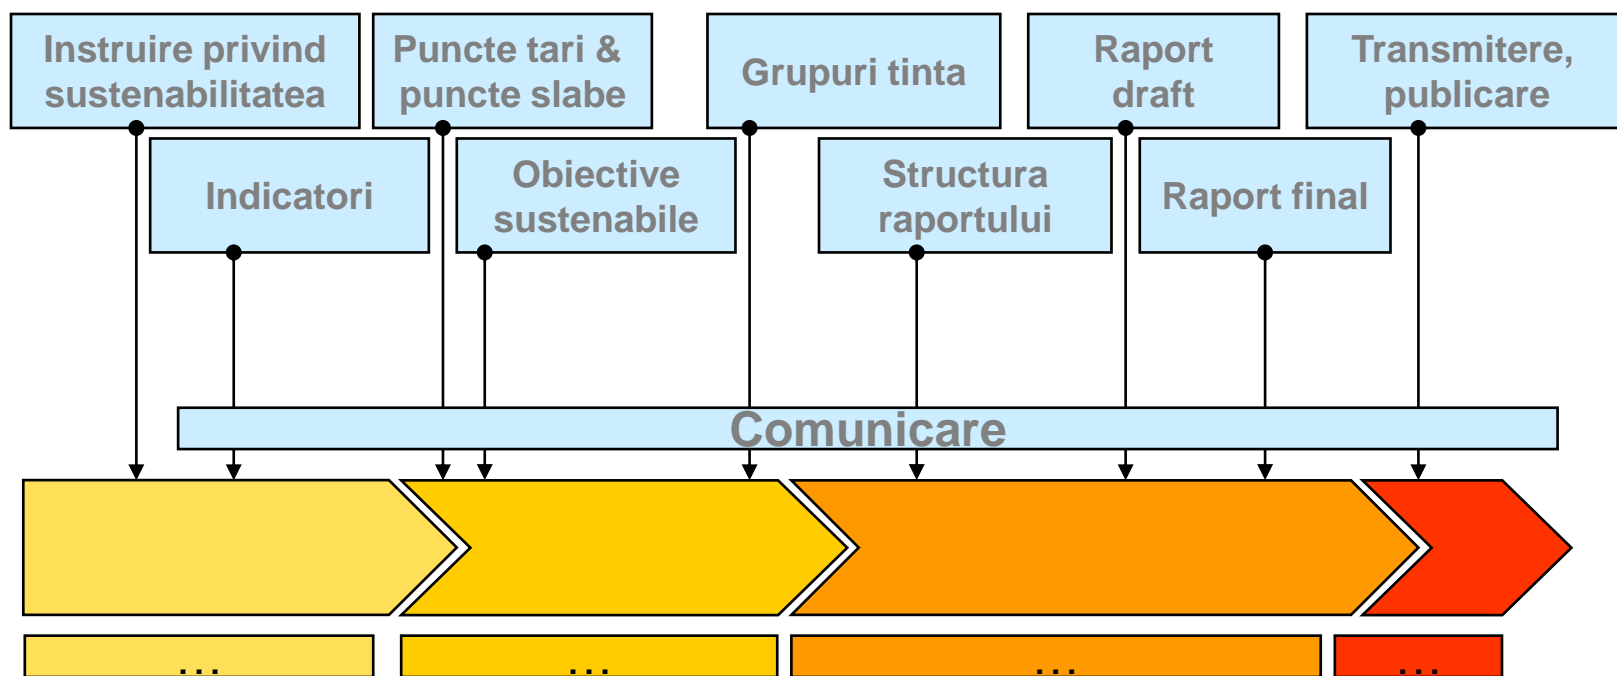 Instruire privind
sustenabilitatea
Puncte tari &
puncte slabe
Grupuri tinta
Raport
draft
Transmitere,
publicare
Indicatori
Obiective
sustenabile
Structura
raportului
Raport final
Comunicare
...
...
...
...